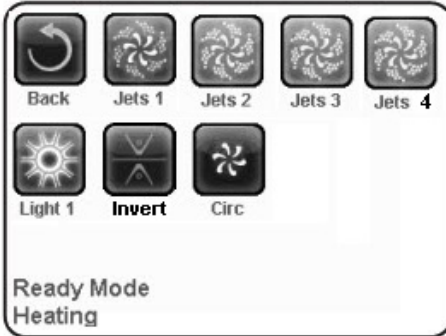 Back Jets 1 Jets 2 Jets 3 Jets 4
Light 1 Invert Circ
Ready Mode
Heating